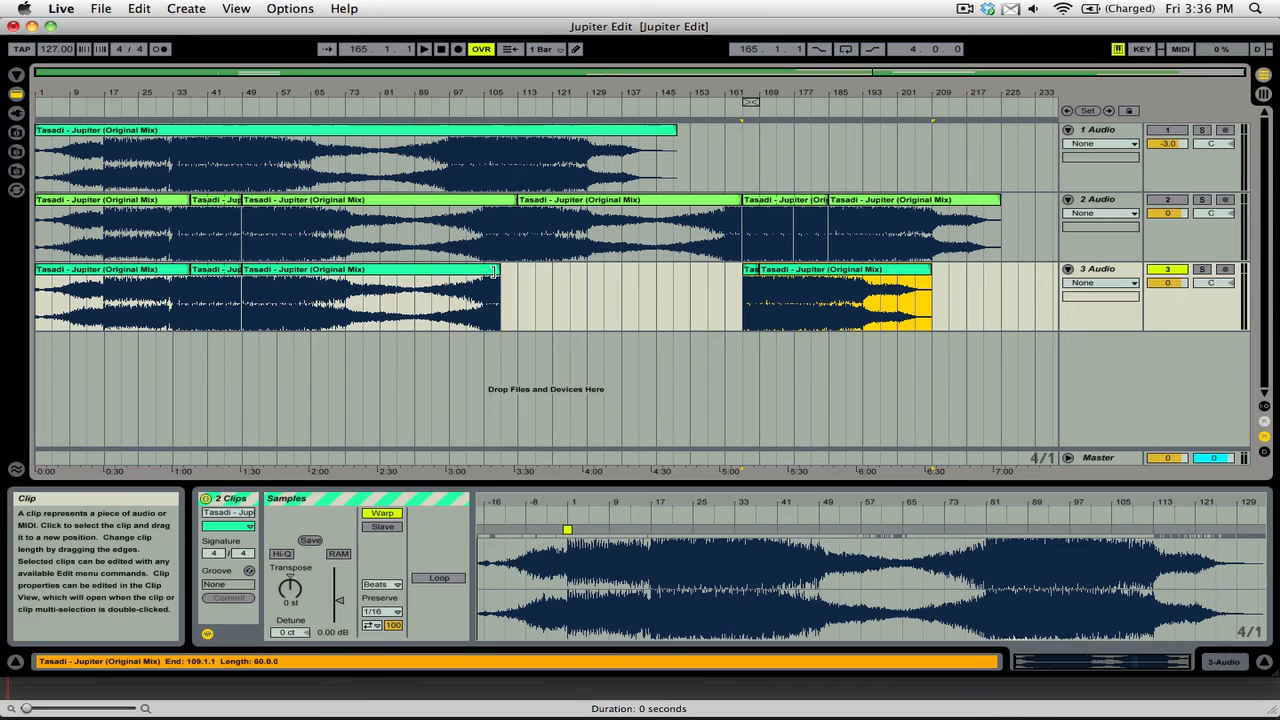 Live File Edit Create View Options Help (Charged) Fri 3:36 PM
Jupiter Edit [Jupiter Edit]
TAP 127.00 4 / 4 165. 1. 1 OVR 1 Bar 165. 1. 1 4. 0. 0 KEY MIDI 0 % D
1 9 17 25 33 41 49 57 65 73 81 89 97 105 113 121 129 137 145 153 161 169 177 185 193 201 209 217 225 233
Set
Tasadi - Jupiter (Original Mix) 1 Audio 1 S
None -3.0 C
Tasadi - Jupiter (Original Mix) Tasadi - Jup Tasadi - Jupiter (Original Mix) Tasadi - Jupiter (Original Mix) Tasadi - Jupiter (Ori Tasadi - Jupiter (Original Mix) 2 Audio 2 S
None 0 C
Tasadi - Jupiter (Original Mix) Tasadi - Jup Tasadi - Jupiter (Original Mix) Tas Tasadi - Jupiter (Original Mix) 3 Audio 3 S
None 0 C
Drop Files and Devices Here
4/1 Master 0 0
0:00 0:30 1:00 1:30 2:00 2:30 3:00 3:30 4:00 4:30 5:30 6:00 6:30 7:00
Clip
A clip represents a piece of audio or
MIDI. Click to select the clip and drag
it to a new position. Change clip
length by dragging the edges.
Selected clips can be edited with any
available Edit menu commands. Clip
properties can be edited in the Clip
View, which will open when the clip or
clip multi-selection is double-clicked.
2 Clips
Tasadi - Jup
Signature
4 / 4
Groove
None
Commit
Samples
Save
Hi-Q RAM
Transpose
0 st
Detune
0 ct 0.00 dB
Warp
Slave
Beats
Preserve
1/16
100
Loop
-16 -8 1 9 17 25 33 41 49 57 65 73 81 89 97 105 113 121 129
4/1
Tasadi - Jupiter (Original Mix) End: 109.1.1 Length: 60.0.0
3-Audio
Duration: 0 seconds